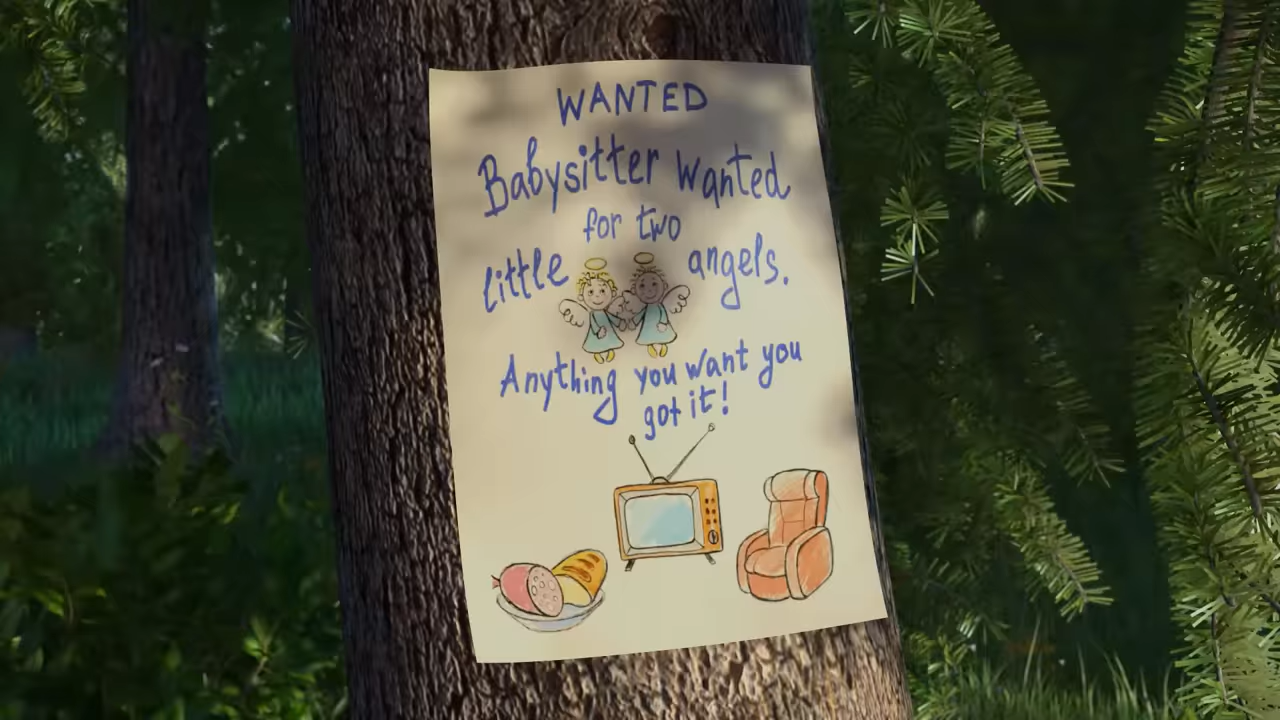 WANTED
Babysitter Wanted
for two
little angels.
Anything you want you
got it!